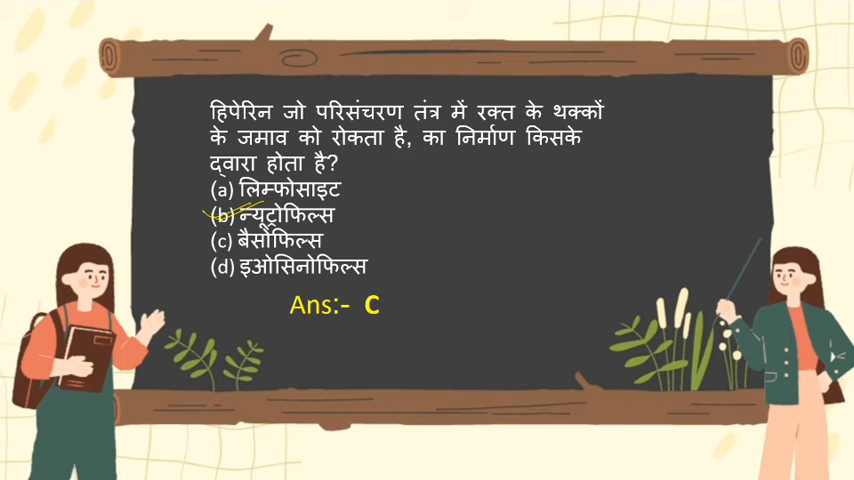 हिपेरिन जो परिसंचरण तंत्र में रक्त के थक्कों
के जमाव को रोकता है, का निर्माण किसके
द्वारा होता है?
(a) लिम्फोसाइट
(b) न्यूट्रोफिल्स
(c) बैसोफिल्स
(d) इओसिनोफिल्स
Ans:- C